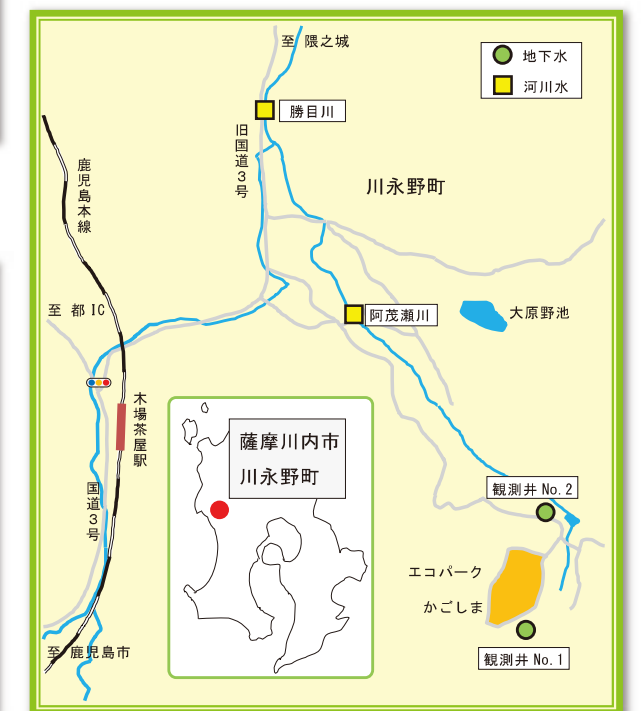 至 隈之城
地下水
河川水
勝目川
旧国道3号
川永野町
鹿児島本線
至 都IC
阿茂瀬川
大原野池
木場茶屋駅
薩摩川内市
川永野町
国道3号
観測井 No.2
エコパーク
かごしま
観測井 No.1
至 鹿児島市